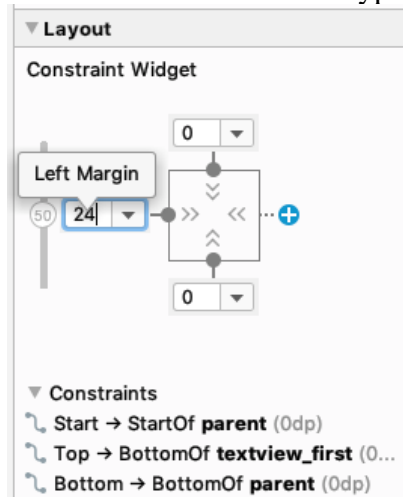 Layout
Constraint Widget
0
Left Margin
50
24
0
Constraints
Start → StartOf parent (0dp)
Top → BottomOf textview_first (0...
Bottom → BottomOf parent (0dp)